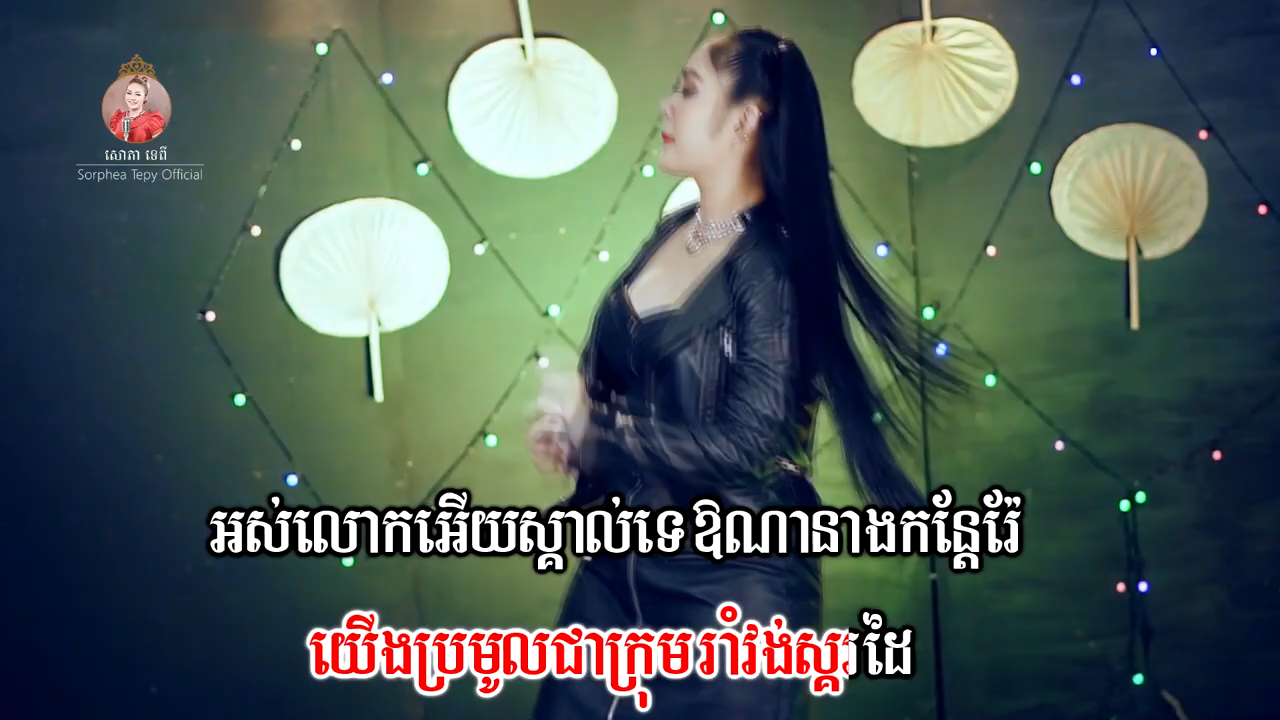 សោភា ទេពី
Sorphea Tepy Official
អស់លោកអើយស្គាល់ទេ ឱណានាងកន្តែរ៉ែ
យើងប្រមូលជាក្រុម រាំវង់ស្គរ ដៃ